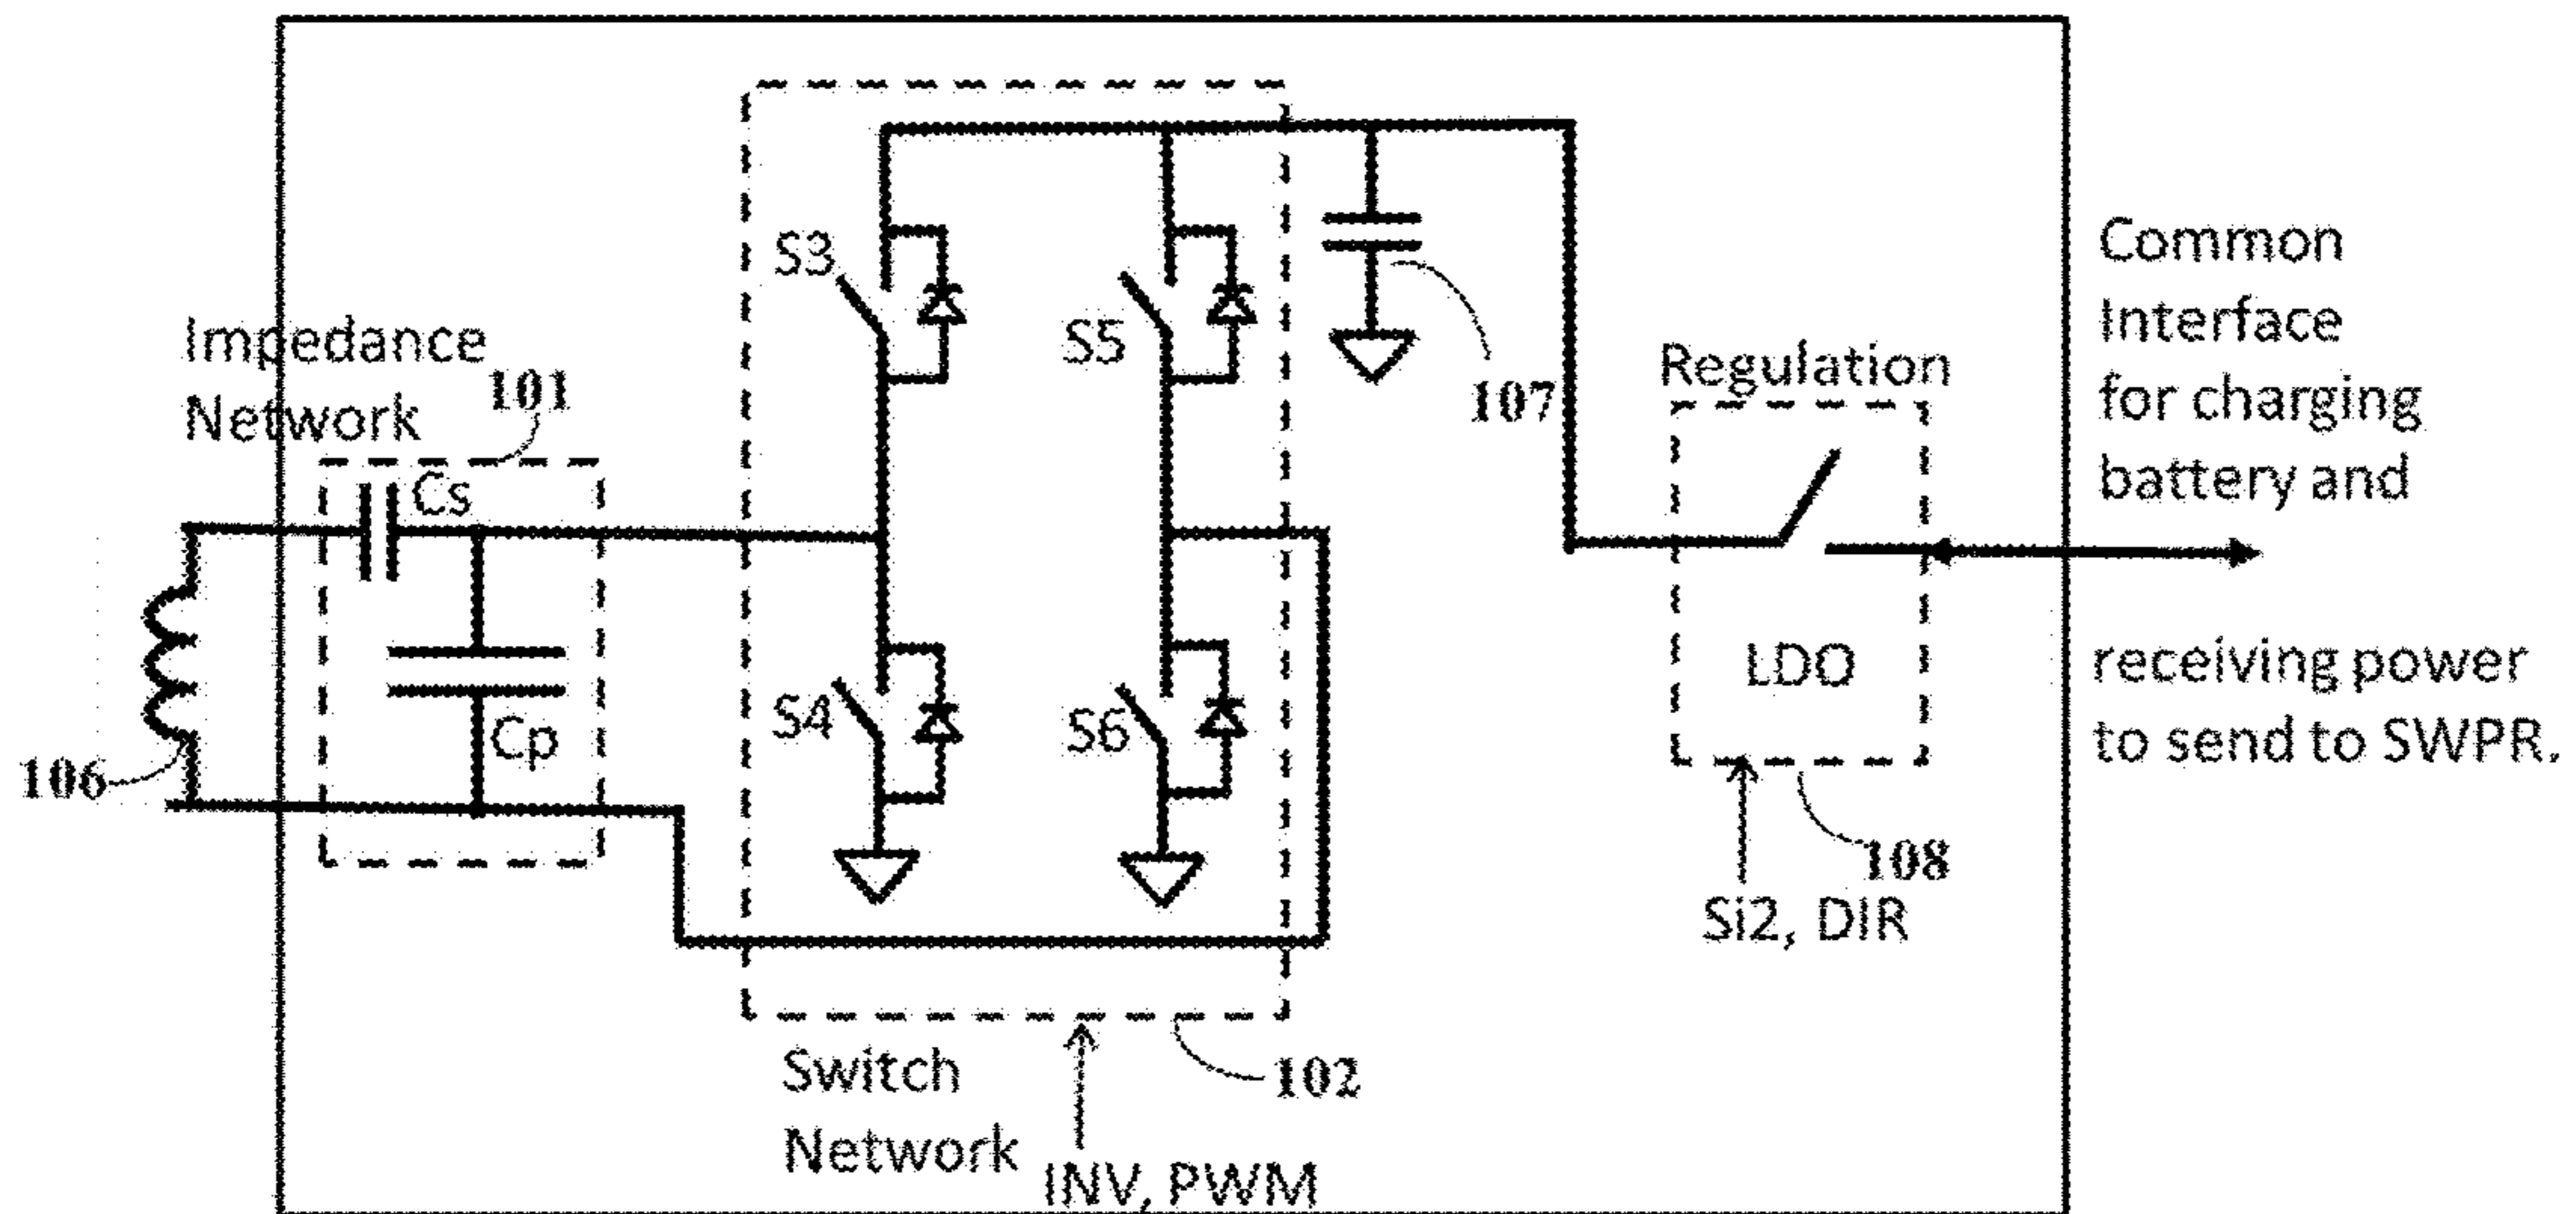 Impedance
Network
101
Cs
Cp
106
S3
S5
S4
S6
107
Regulation
LDO
108
Si2, DIR
Switch
Network
102
INV, PWM
Common
Interface
for charging
battery and
receiving power
to send to SWPR.